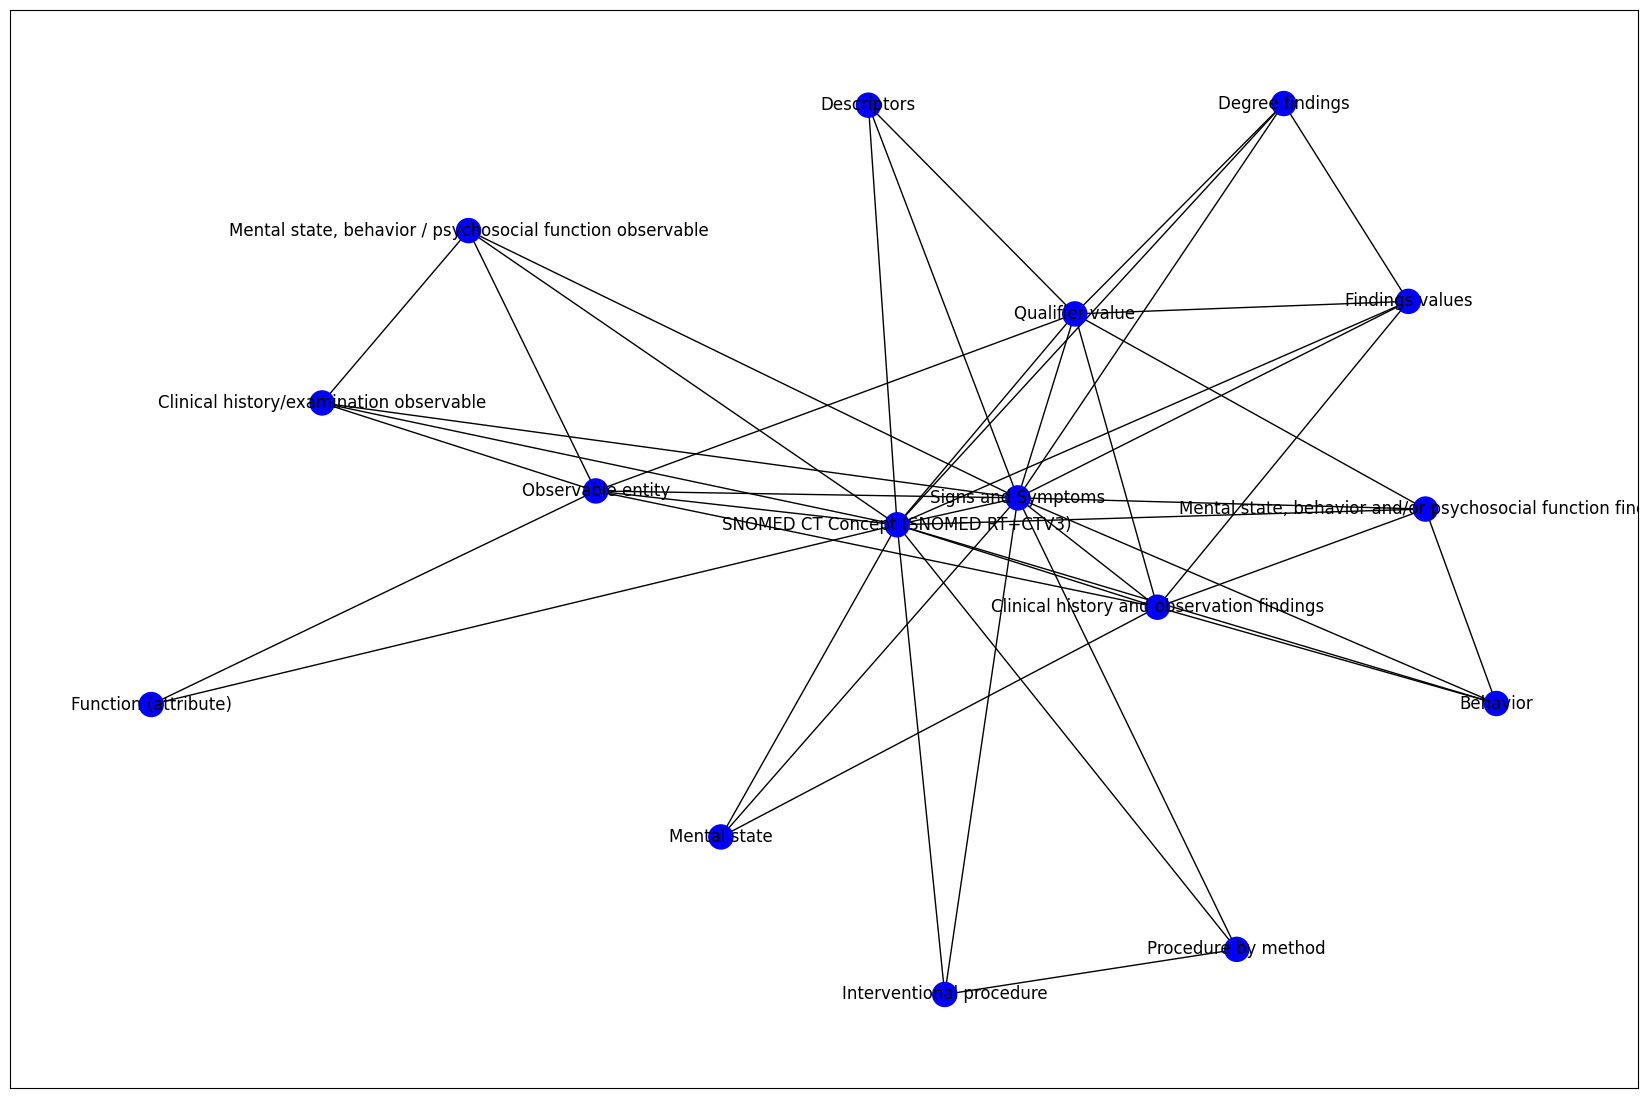 Descriptors
Degree findings
Mental state, behavior / psychosocial function observable
Findings values
Qualifier value
Clinical history/examination observable
Observable entity
Signs and Symptoms
Mental state, behavior and/or psychosocial function
SNOMED CT Concept (SNOMED RT+CTV3)
Clinical history and observation findings
Function (attribute)
Behavior
Mental state
Procedure by method
Interventional procedure